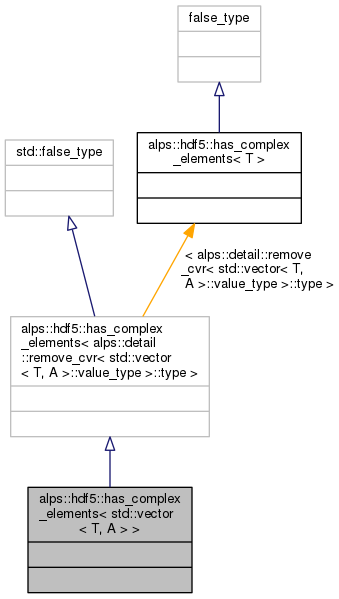 false_type
alps::hdf5::has_complex
_elements< T >
std::false_type
< alps::detail::remove
_cvr< std::vector< T,
A >::value_type >::type >
alps::hdf5::has_complex
_elements< alps::detail
::remove_cvr< std::vector
< T, A >::value_type >::type >
alps::hdf5::has_complex
_elements< std::vector
< T, A > >